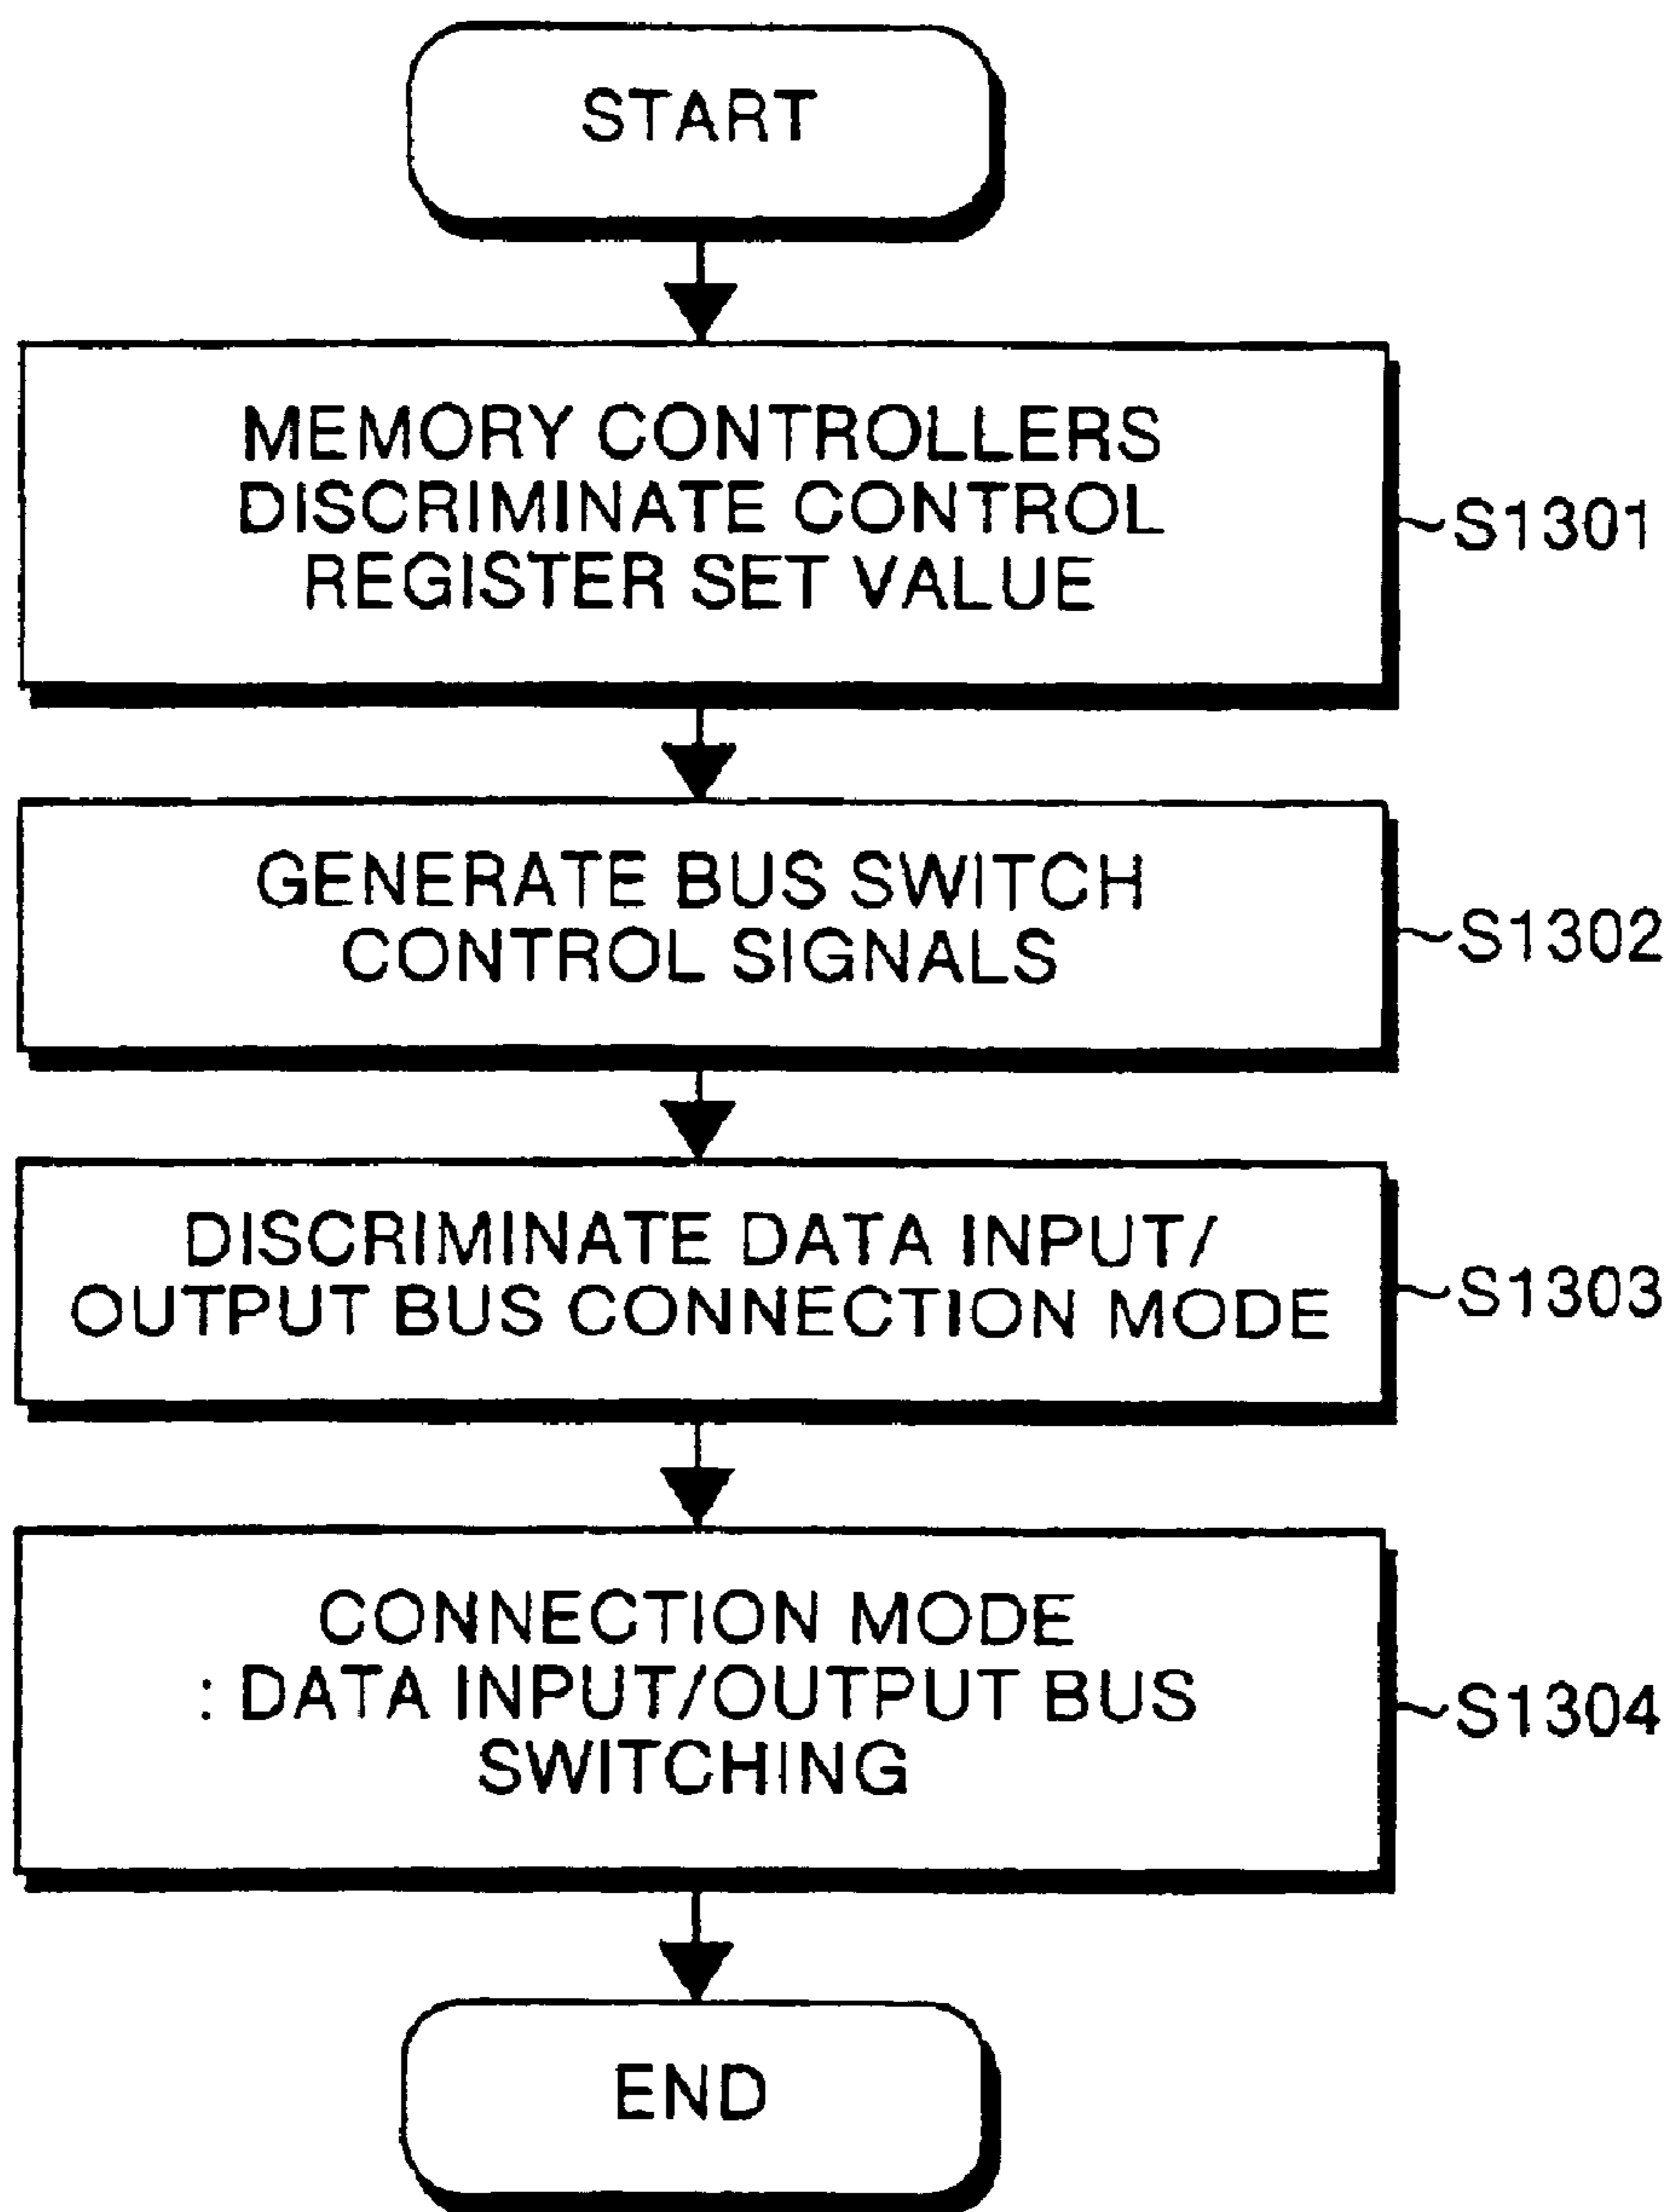 START
MEMORY CONTROLLERS
DISCRIMINATE CONTROL
REGISTER SET VALUE
S1301
GENERATE BUS SWITCH
CONTROL SIGNALS
S1302
DISCRIMINATE DATA INPUT/
OUTPUT BUS CONNECTION MODE
S1303
CONNECTION MODE
: DATA INPUT/OUTPUT BUS
SWITCHING
S1304
END